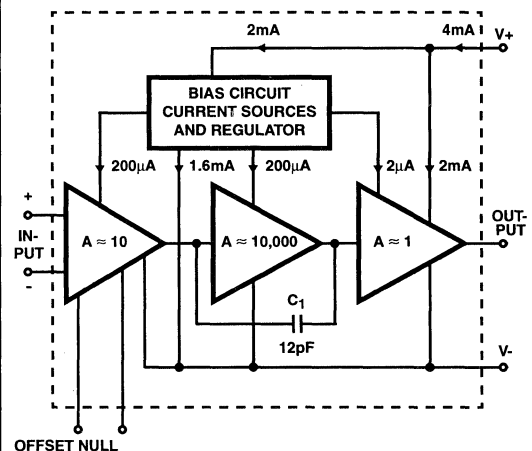 2mA
4mA
V+
BIAS CIRCUIT
CURRENT SOURCES
AND REGULATOR
200μA
1.6mA
200μA
2μA
2mA
+
IN-
PUT
-
A ≈ 10
A ≈ 10,000
A ≈ 1
OUT-
PUT
C1
12pF
V-
OFFSET NULL